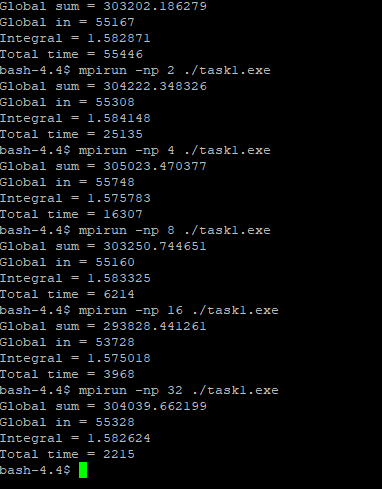 Global sum = 303202.186279
Global in = 55167
Integral = 1.582871
Total time = 55446
bash-4.4$ mpirun -np 2 ./task1.exe
Global sum = 304222.348326
Global in = 55308
Integral = 1.584148
Total time = 25135
bash-4.4$ mpirun -np 4 ./task1.exe
Global sum = 305023.470377
Global in = 55748
Integral = 1.575783
Total time = 16307
bash-4.4$ mpirun -np 8 ./task1.exe
Global sum = 303250.744651
Global in = 55160
Integral = 1.583325
Total time = 6214
bash-4.4$ mpirun -np 16 ./task1.exe
Global sum = 293828.441261
Global in = 53728
Integral = 1.575018
Total time = 3968
bash-4.4$ mpirun -np 32 ./task1.exe
Global sum = 304039.662199
Global in = 55328
Integral = 1.582624
Total time = 2215
bash-4.4$